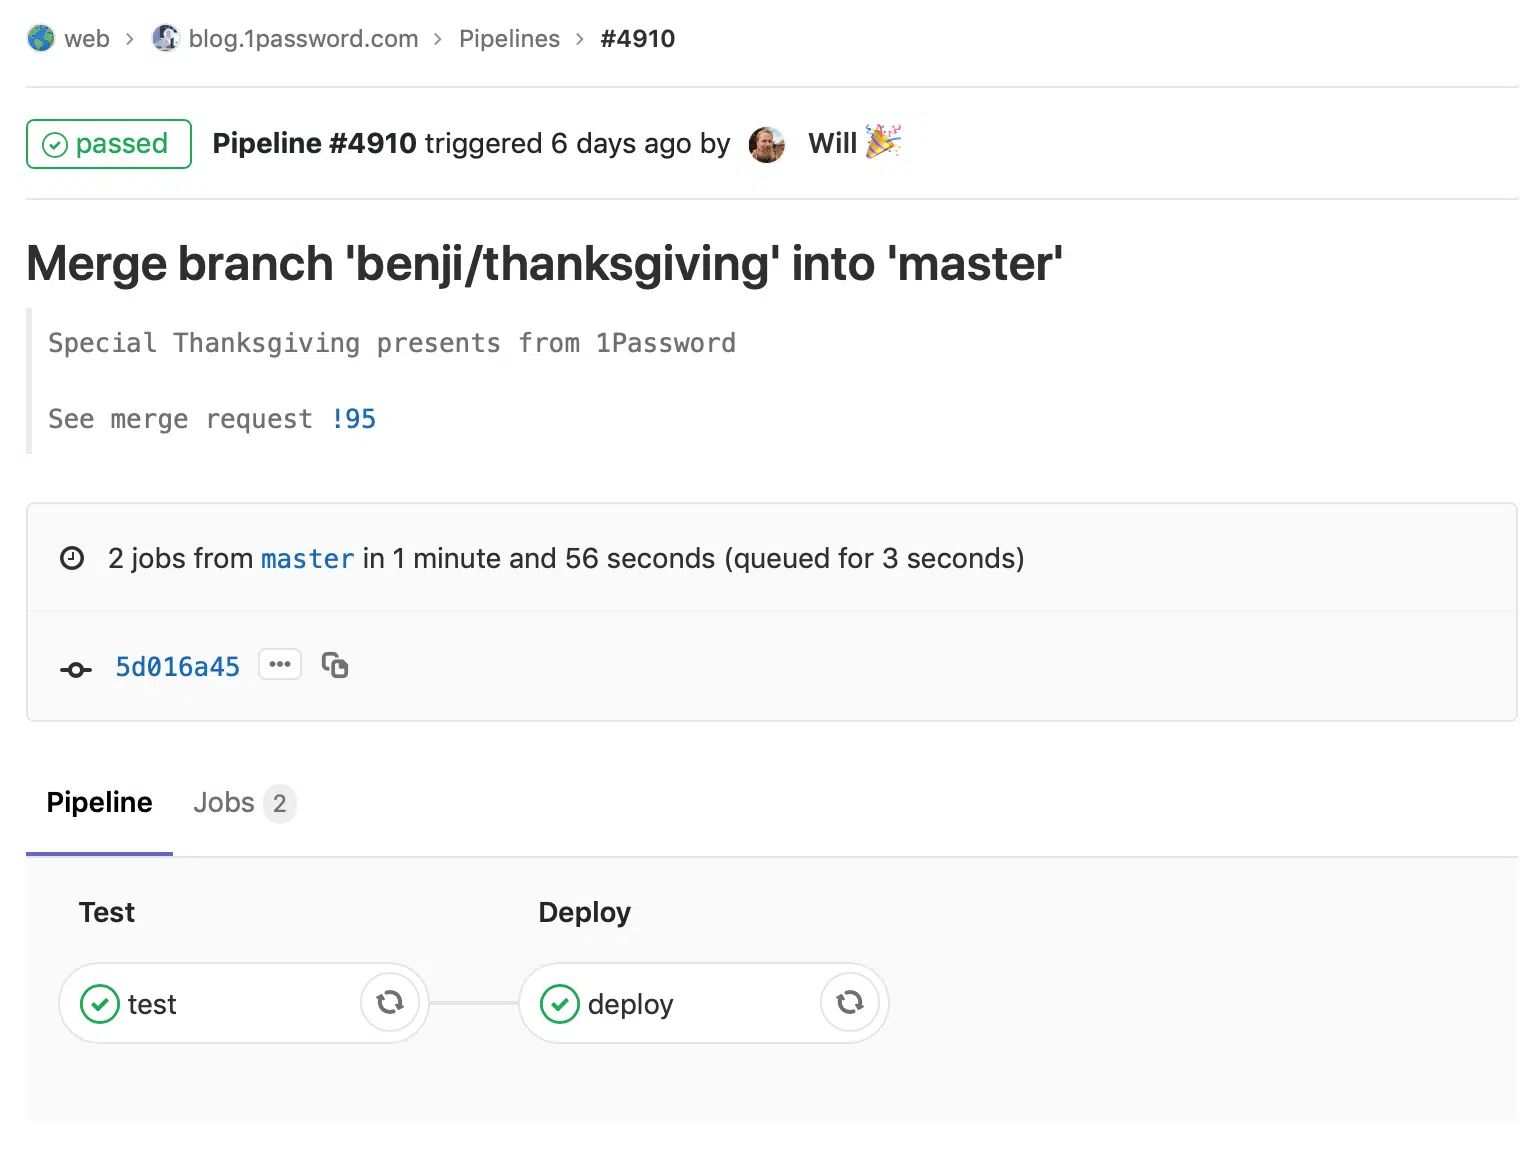 web › blog.1password.com › Pipelines › #4910
passed Pipeline #4910 triggered 6 days ago by Will 🎉
Merge branch 'benji/thanksgiving' into 'master'
Special Thanksgiving presents from 1Password
See merge request !95
2 jobs from master in 1 minute and 56 seconds (queued for 3 seconds)
5d016a45 •••
Pipeline Jobs 2
Test Deploy
test deploy